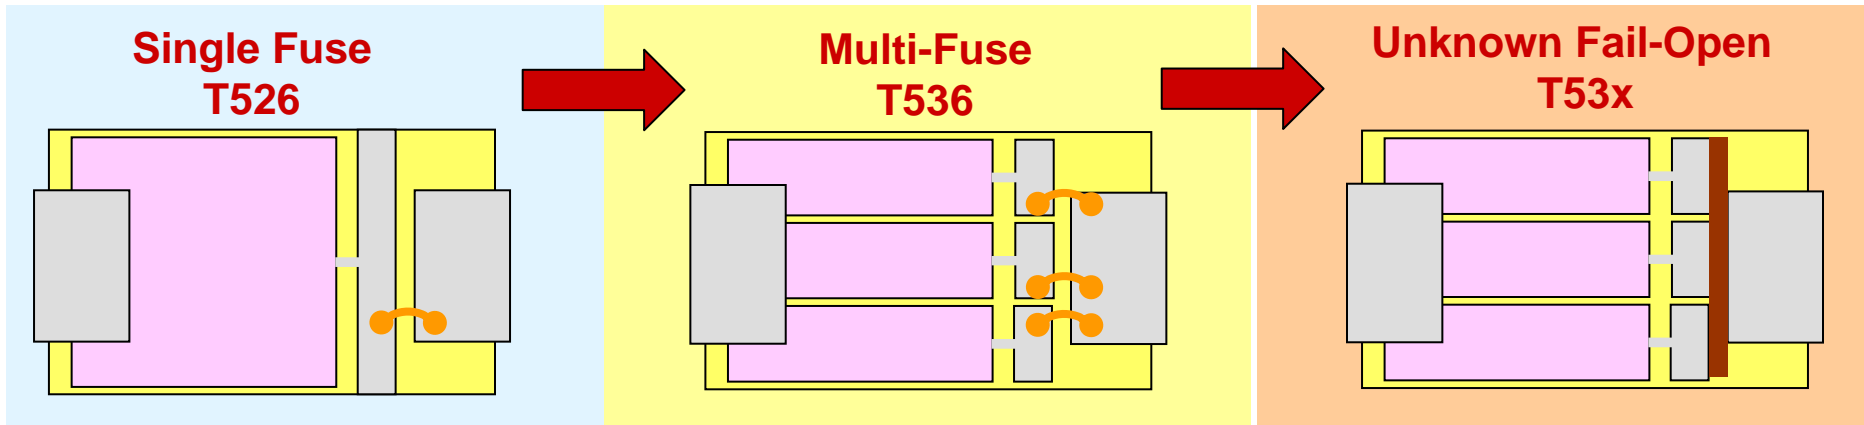 Single Fuse
T526
Multi-Fuse
T536
Unknown Fail-Open
T53x